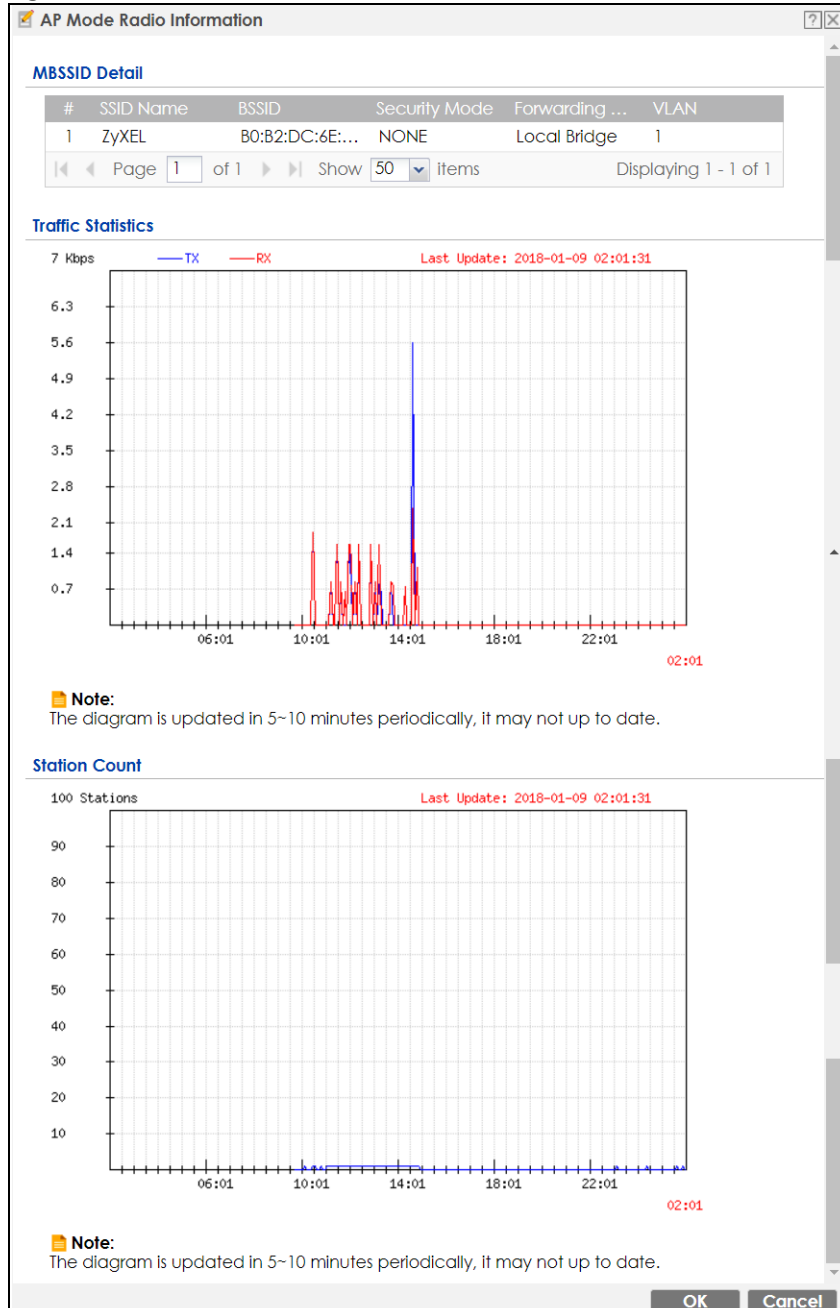 AP Mode Radio Information
MBSSID Detail
# SSID Name BSSID Security Mode Forwarding ... VLAN
1 ZyXEL B0:B2:DC:6E:... NONE Local Bridge 1
Page 1 of 1 Show 50 items Displaying 1 - 1 of 1
Traffic Statistics
7 Kbps TX RX Last Update: 2018-01-09 02:01:31
6.3
5.6
4.9
4.2
3.5
2.8
2.1
1.4
0.7
06:01 10:01 14:01 18:01 22:01
02:01
Note:
The diagram is updated in 5~10 minutes periodically, it may not up to date.
Station Count
100 Stations Last Update: 2018-01-09 02:01:31
90
80
70
60
50
40
30
20
10
06:01 10:01 14:01 18:01 22:01
02:01
Note:
The diagram is updated in 5~10 minutes periodically, it may not up to date.
OK Cancel